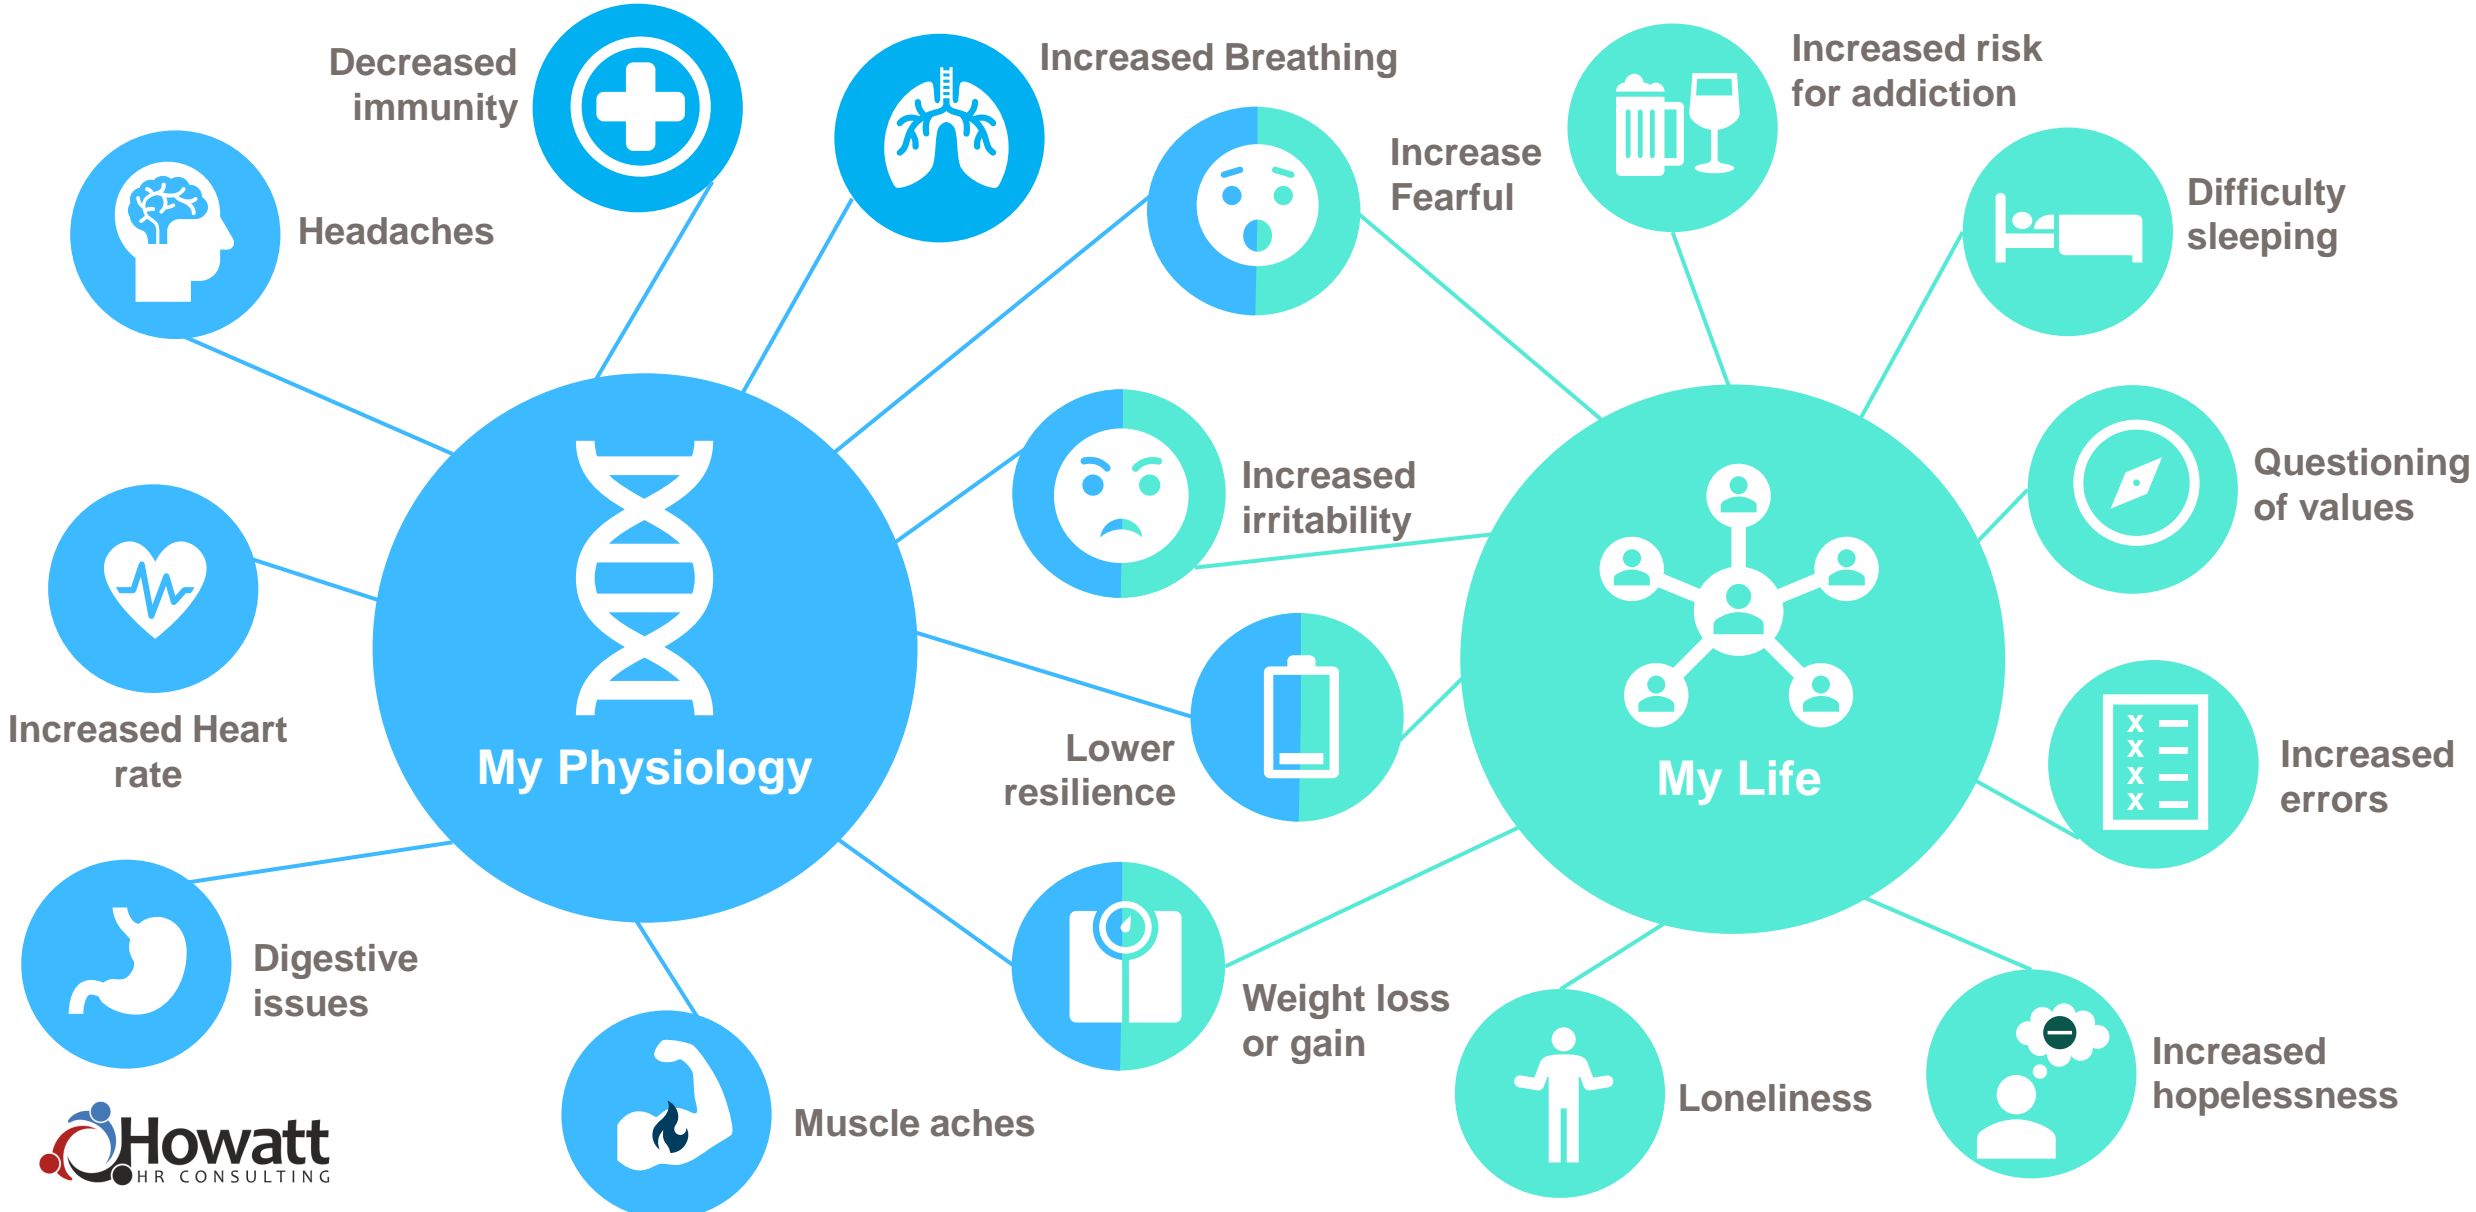 Decreased
immunity
Increased Breathing
Increased risk
for addiction
Increase
Fearful
Difficulty
sleeping
Headaches
Questioning
of values
Increased
irritability
Increased Heart
rate
My Physiology
Lower
resilience
My Life
x
x
x
x
Increased
errors
Digestive
issues
Weight loss
or gain
Muscle aches
Loneliness
Increased
hopelessness
Howatt
HR CONSULTING